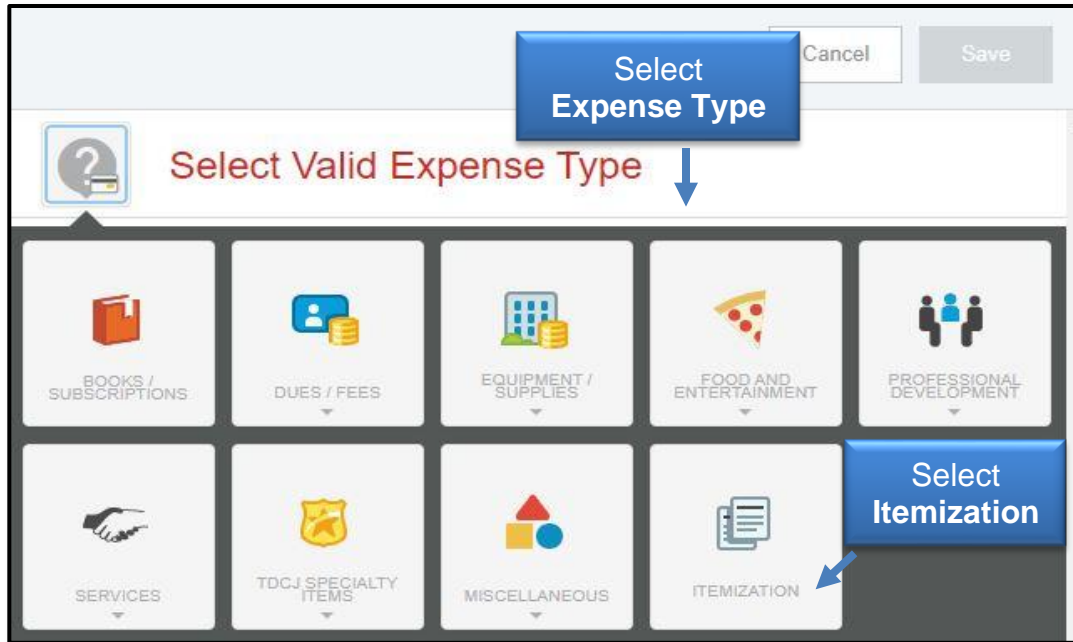 Select
Expense Type
Cancel
Save
Select Valid Expense Type
BOOKS /
SUBSCRIPTIONS
DUES / FEES
EQUIPMENT /
SUPPLIES
FOOD AND
ENTERTAINMENT
PROFESSIONAL
DEVELOPMENT
Select
Itemization
SERVICES
TDCJ SPECIALTY
ITEMS
MISCELLANEOUS
ITEMIZATION